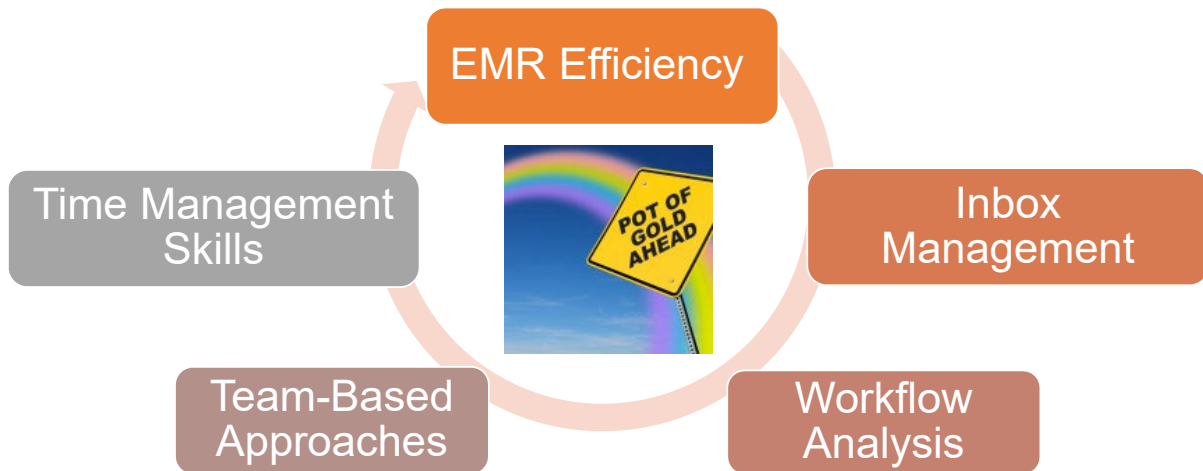 EMR Efficiency
Inbox
Management
Workflow
Analysis
Team-Based
Approaches
Time Management
Skills
POT OF
GOLD
AHEAD